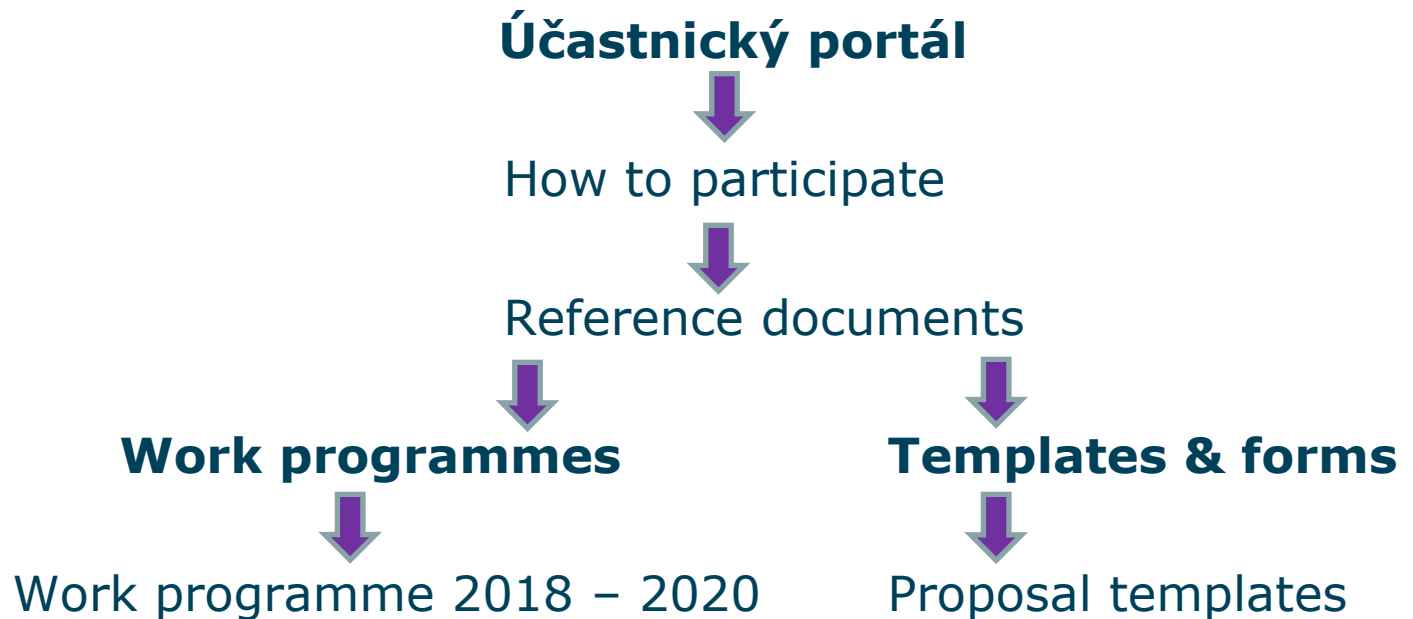 Účastnický portál
How to participate
Reference documents
Work programmes
Templates & forms
Work programme 2018 – 2020
Proposal templates